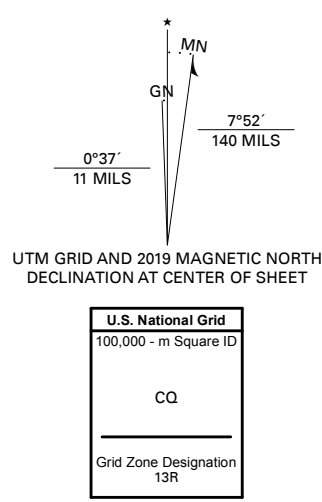 ★
MN
GN
7°52´
140 MILS
0°37´
11 MILS
UTM GRID AND 2019 MAGNETIC NORTH
DECLINATION AT CENTER OF SHEET
U.S. National Grid
100,000 - m Square ID
CQ
Grid Zone Designation
13R